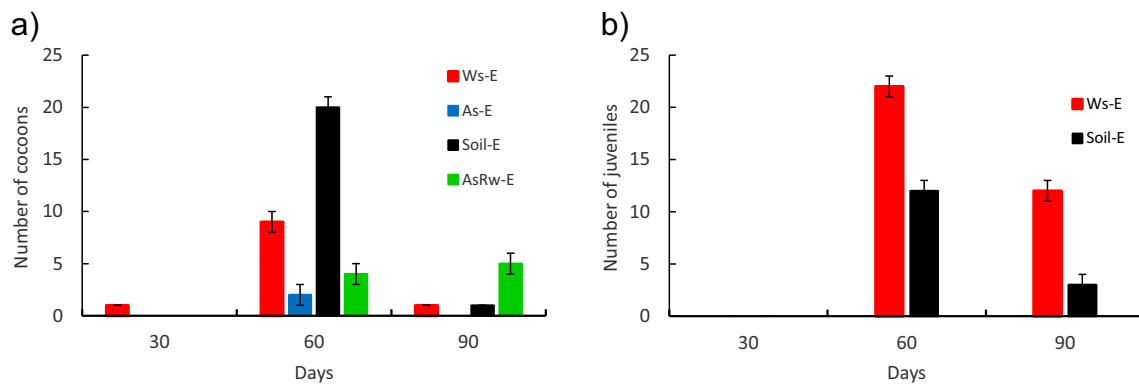 a)
Number of cocoons
25
20
15
10
5
0
30
60
90
Days
Ws-E
As-E
Soil-E
AsRw-E
b)
Number of juveniles
25
20
15
10
5
0
30
60
90
Days
Ws-E
Soil-E